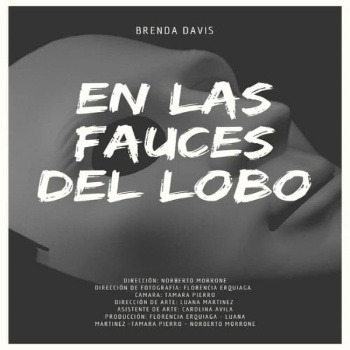 BRENDA DAVIS
EN LAS
FAUCES
DEL LOBO
DIRECCIÓN: NORBERTO MORRONE
DIRECCIÓN DE FOTOGRAFÍA: FLORENCIA ERQUIAGA
CAMARA: TAMARA PIERRO
DIRECCIÓN DE ARTE: LUANA MARTINEZ
ASISTENTE DE ARTE: CAROLINA AVILA
PRODUCCIÓN: FLORENCIA ERQUIAGA - LUANA
MARTINEZ -TAMARA PIERRO - NORBERTO MORRONE